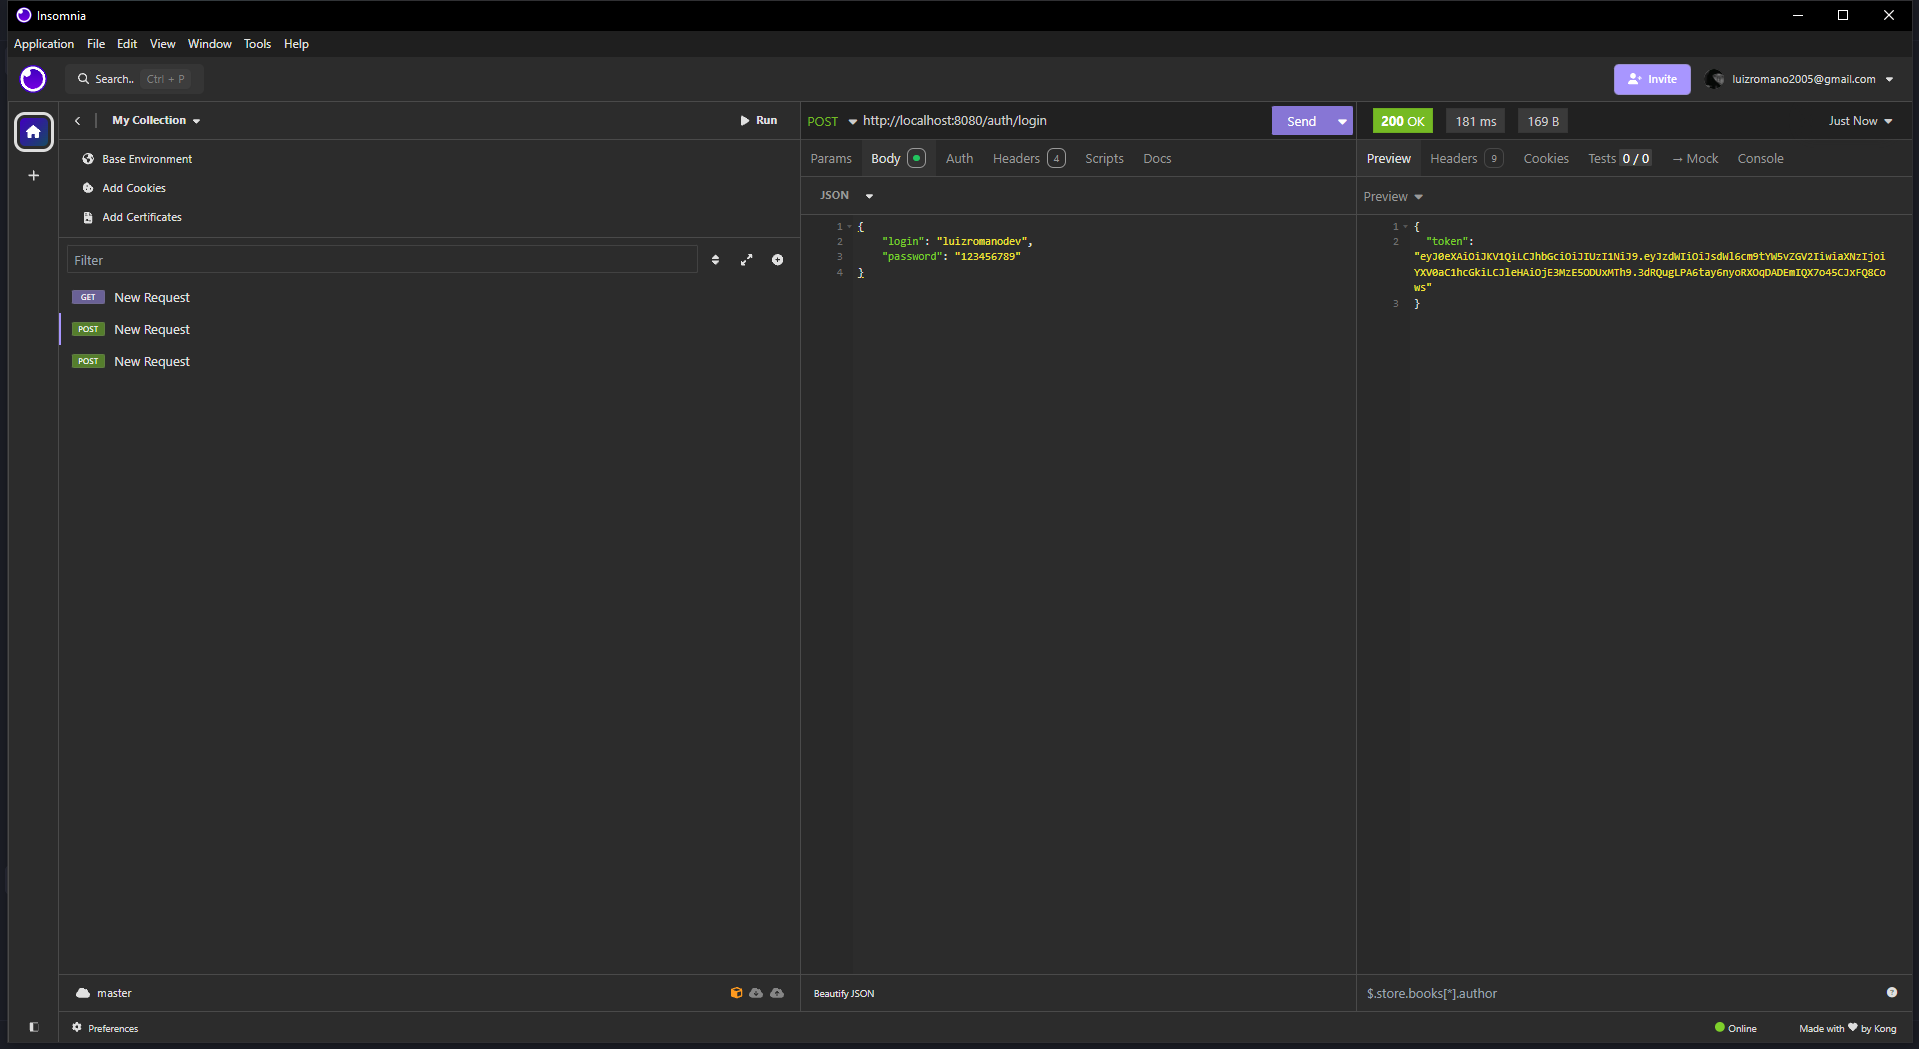 Insomnia
Application File Edit View Window Tools Help
Search.. Ctrl + P
Invite
luizromano2005@gmail.com
My Collection
Run
Base Environment
Add Cookies
Add Certificates
Filter
GET New Request
POST New Request
POST New Request
master
Preferences
POST http://localhost:8080/auth/login
Send
Params Body Auth Headers 4 Scripts Docs
JSON
1 {
2 "login": "luizromanodev",
3 "password": "123456789"
4 }
Beautify JSON
200 OK 181 ms 169 B
Just Now
Preview Headers 9 Cookies Tests 0 / 0 → Mock Console
Preview
1 {
2 "token":
"eyJ0eXAiOiJKV1QiLCJhbGciOiJIUzI1NiJ9.eyJzdWIiOiJsdWl6cm9tYW5vZGV2IiwiaXNzIjoi
YXV0aC1hcGkiLCJleHAiOjE3MzE5ODUxMTh9.3dRQugLPA6tay6nyoRXOqDADEmIQX7o45CJxFQ8Co
ws"
3 }
$.store.books[*].author
Online
Made with ♥ by Kong